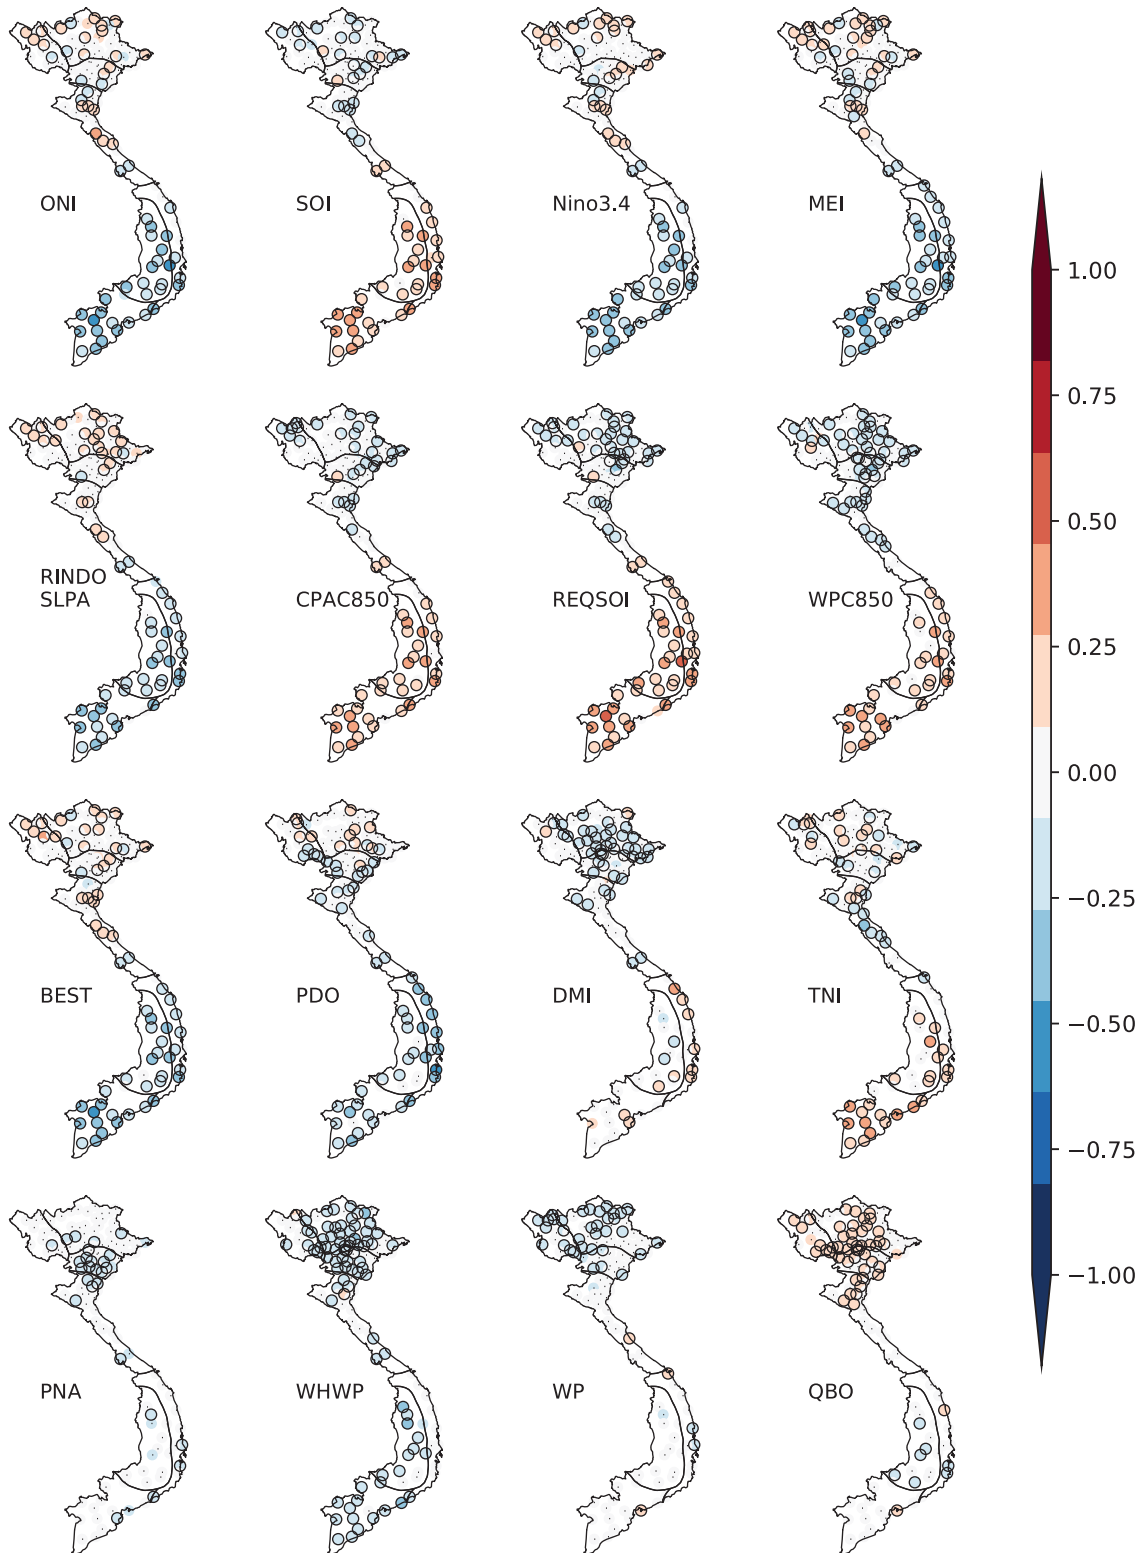 ONI
SOI
Nino3.4
MEI
RINDO
SLPA
CPAC850
REQSOI
WPC850
BEST
PDO
DMI
TNI
PNA
WHWP
WP
QBO
1.00
0.75
0.50
0.25
0.00
−0.25
−0.50
−0.75
−1.00